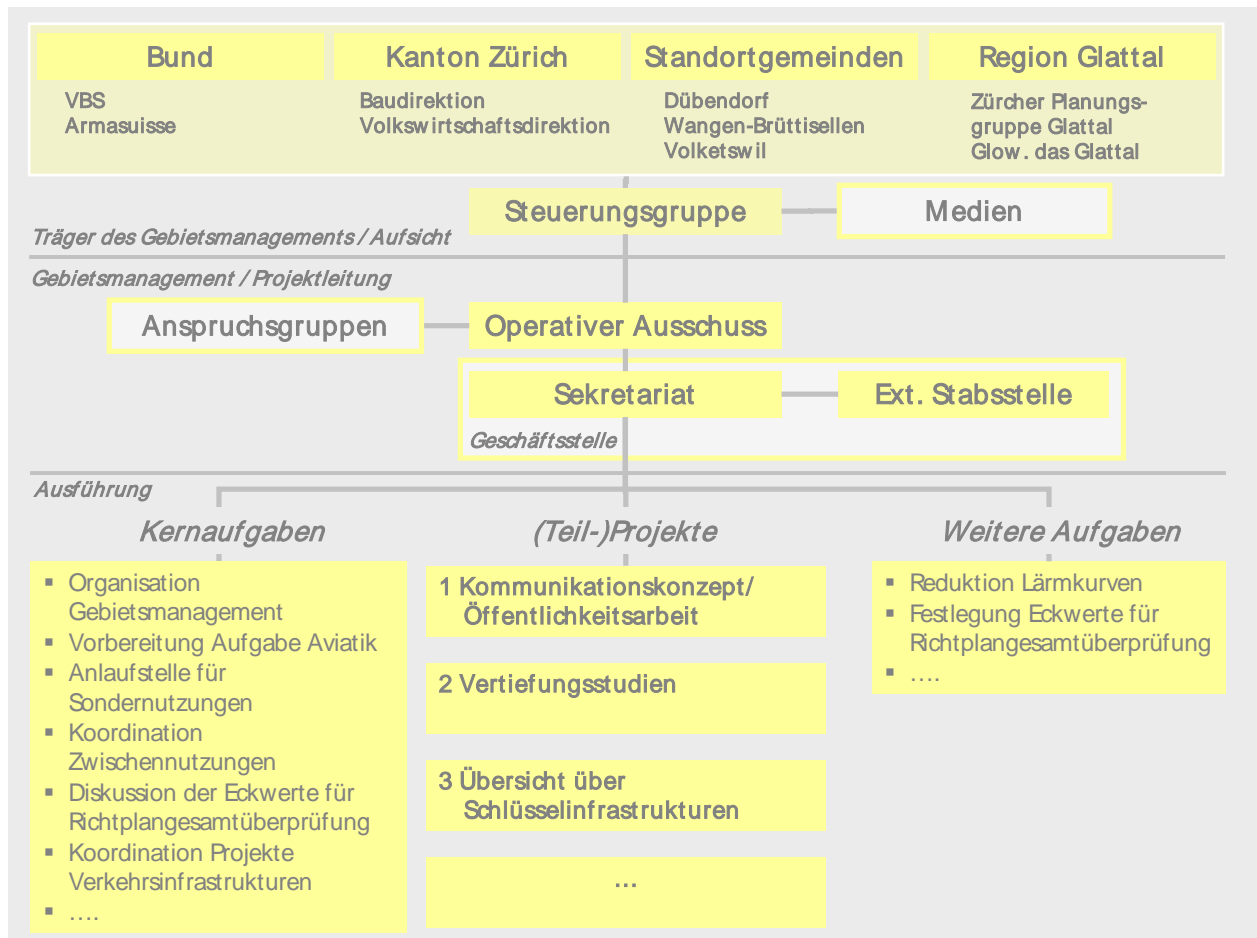 Bund
VBS
Armasuisse
Kanton Zürich
Baudirektion
Volkswirtschaftsdirektion
Standortgemeinden
Dübendorf
Wangen-Brüttisellen
Volketswil
Region Glattal
Zürcher Planungs-
gruppe Glattal
Glow. das Glattal
Steuerungsgruppe
Medien
Träger des Gebietsmanagements / Aufsicht
Gebietsmanagement / Projektleitung
Anspruchsgruppen
Operativer Ausschuss
Sekretariat
Ext. Stabsstelle
Geschäftsstelle
Ausführung
Kernaufgaben
▪ Organisation
Gebietsmanagement
▪ Vorbereitung Aufgabe Aviatik
▪ Anlaufstelle für
Sondernutzungen
▪ Koordination
Zwischennutzungen
▪ Diskussion der Eckwerte für
Richtplangesamtüberprüfung
▪ Koordination Projekte
Verkehrsinfrastrukturen
▪ ….
(Teil-)Projekte
1 Kommunikationskonzept/
Öffentlichkeitsarbeit
2 Vertiefungsstudien
3 Übersicht über
Schlüsselinfrastrukturen
…
Weitere Aufgaben
▪ Reduktion Lärmkurven
▪ Festlegung Eckwerte für
Richtplangesamtüberprüfung
▪ ….